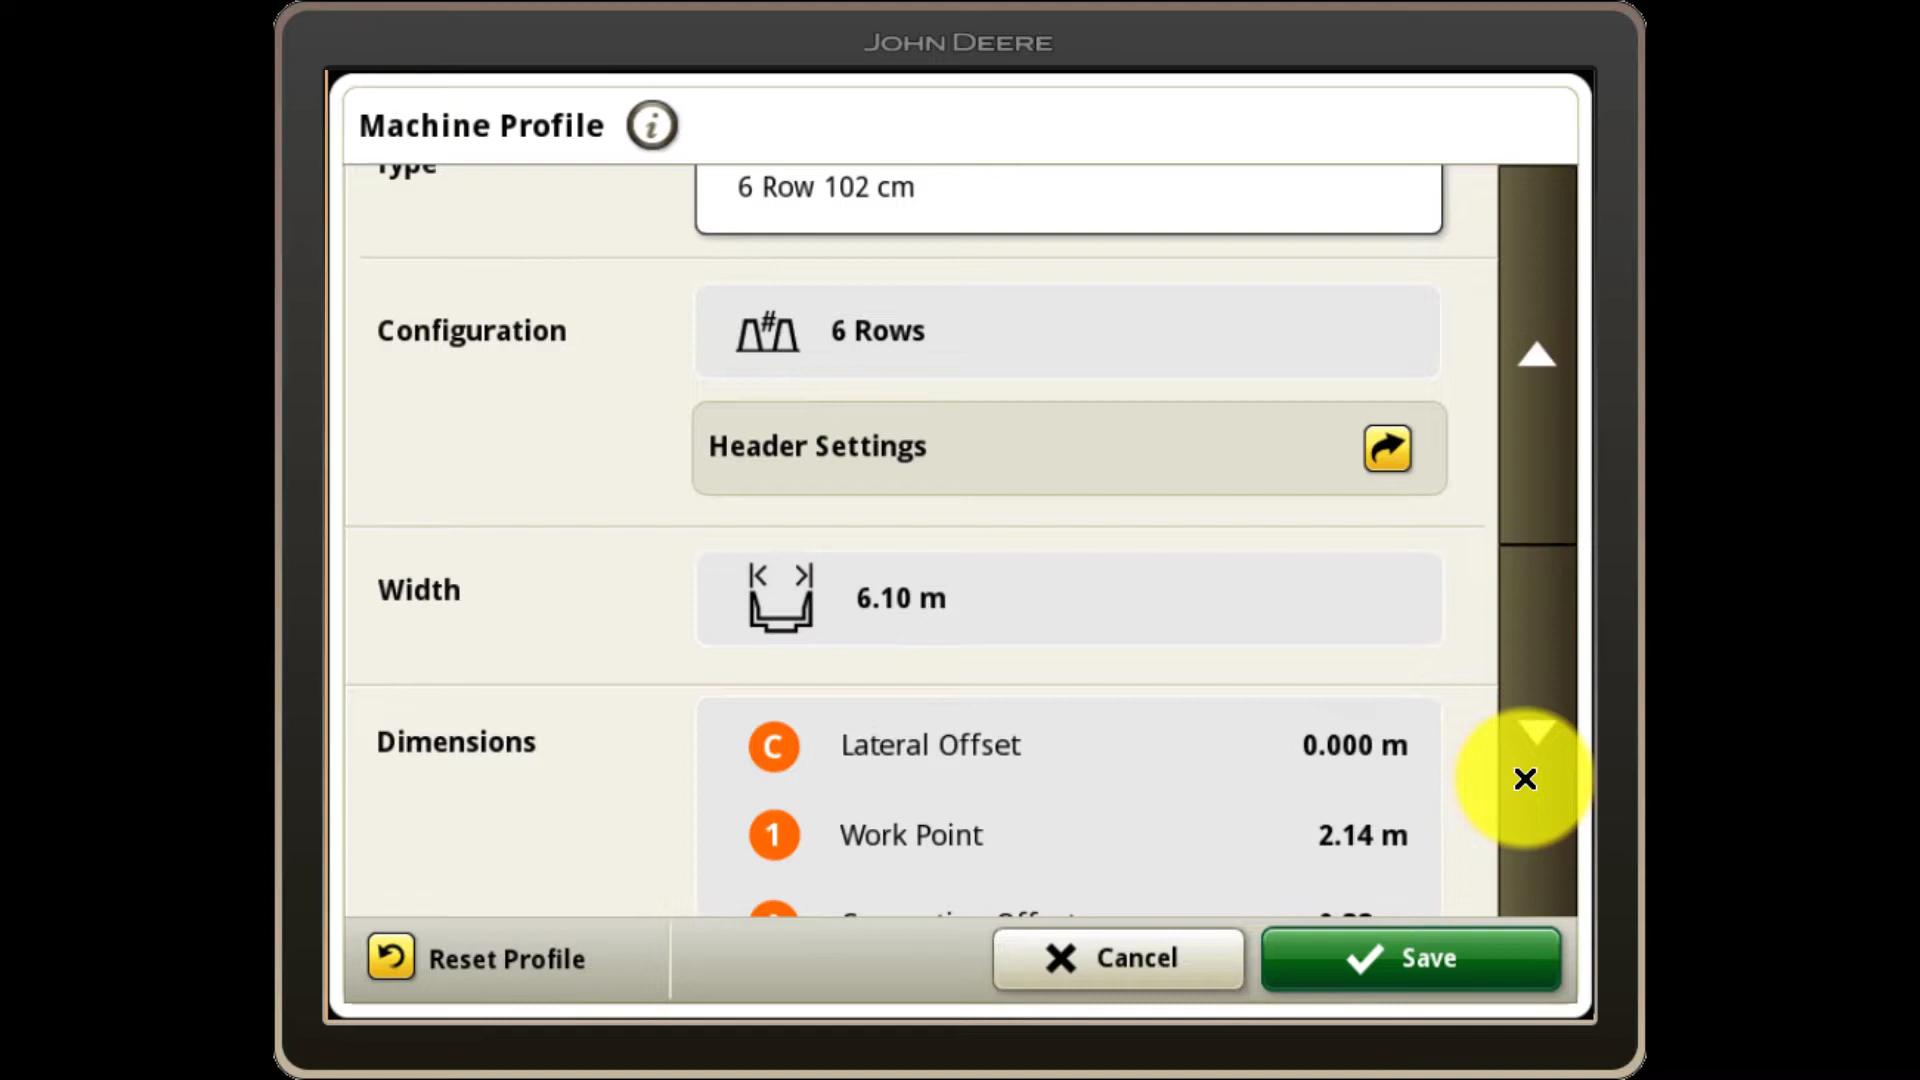 JOHN DEERE
Machine Profile i
Type
6 Row 102 cm
Configuration
# 6 Rows
Header Settings
Width
6.10 m
Dimensions
C Lateral Offset 0.000 m
1 Work Point 2.14 m
Reset Profile
Cancel
Save